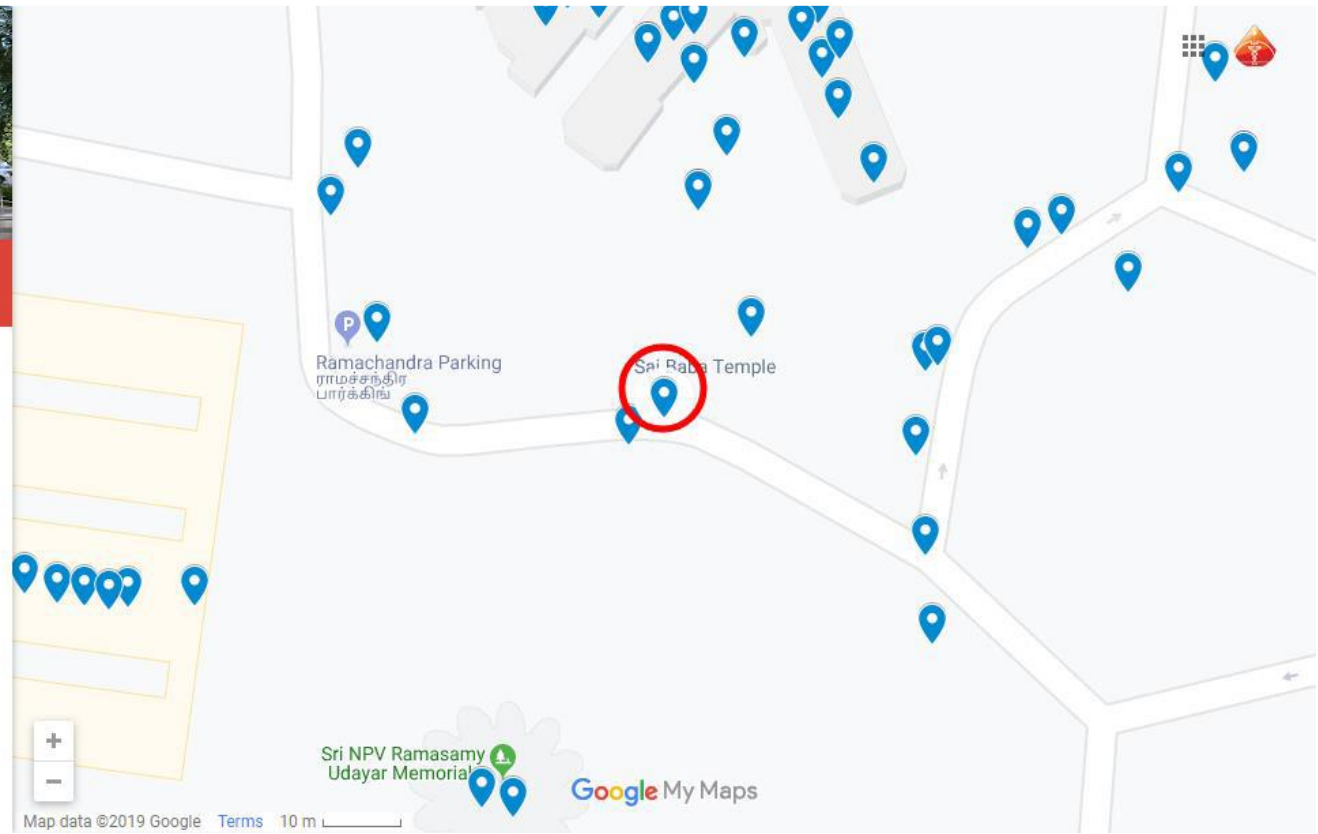 Sai Baba Temple
P
Ramachandra Parking
ராமச்சந்திர
பார்க்கிங்
Sri NPV Ramasamy
Udayar Memorial
+
−
Google My Maps
Map data ©2019 Google Terms 10 m